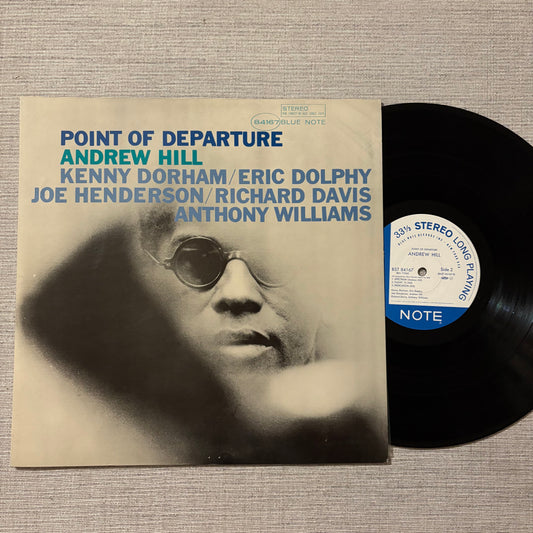 STEREO
84167 BLUE NOTE
POINT OF DEPARTURE
ANDREW HILL
KENNY DORHAM/ERIC DOLPHY
JOE HENDERSON/RICHARD DAVIS
ANTHONY WILLIAMS
33⅓ STEREO LONG PLAYING
POINT OF DEPARTURE
ANDREW HILL
BST 84167
Side 2
NOTE